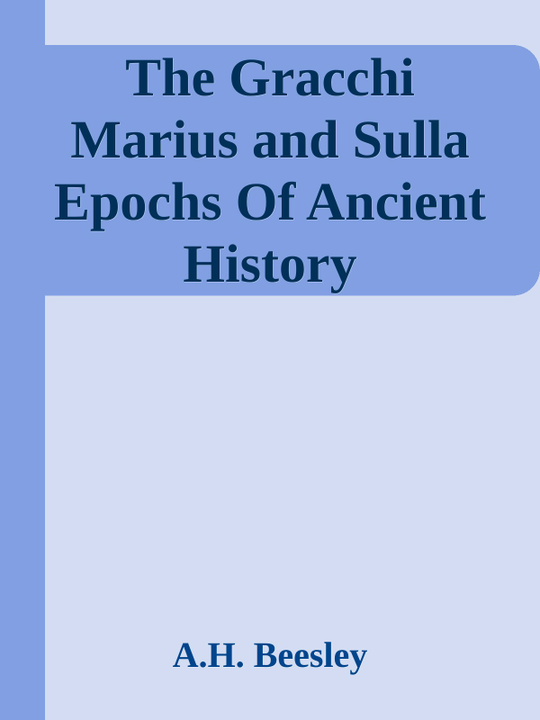 The Gracchi
Marius and Sulla
Epochs Of Ancient
History
A.H. Beesley